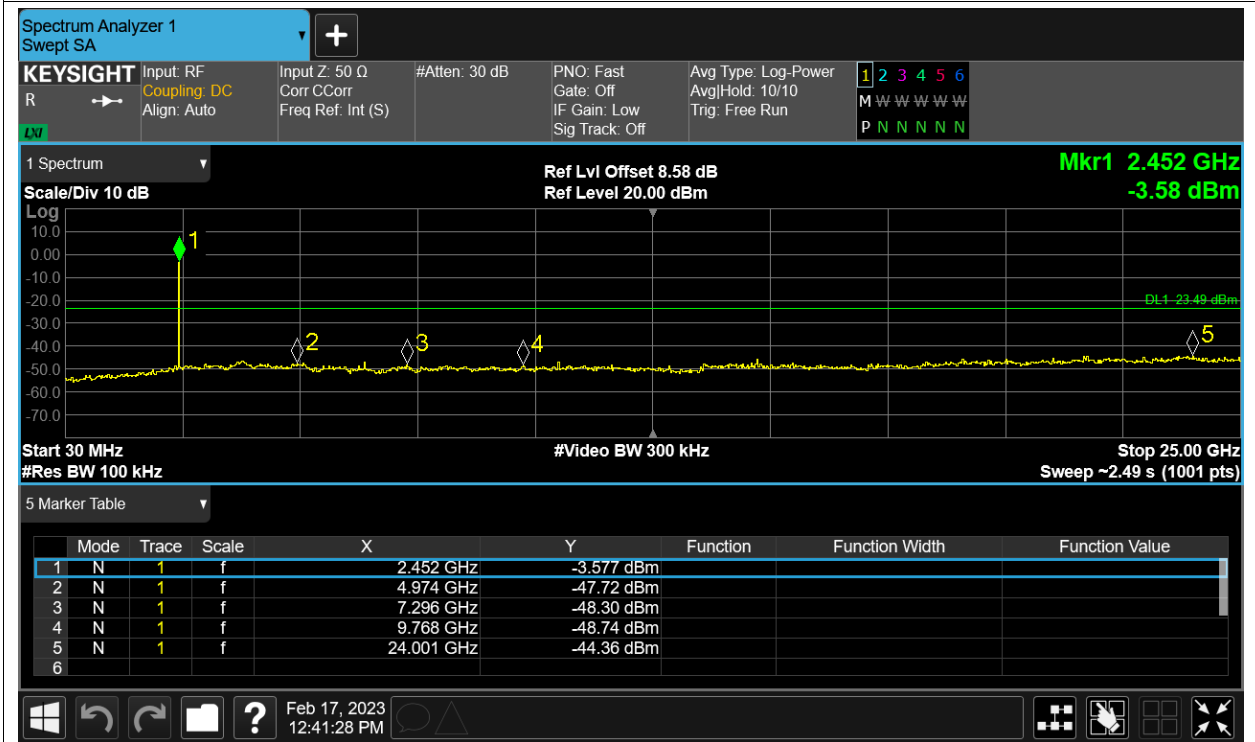 Spectrum Analyzer 1
Swept SA
+
KEYSIGHT
R
LXI
Input: RF
Coupling: DC
Align: Auto
Input Z: 50 Ω
Corr CCorr
Freq Ref: Int (S)
#Atten: 30 dB
PNO: Fast
Gate: Off
IF Gain: Low
Sig Track: Off
Avg Type: Log-Power
Avg|Hold: 10/10
Trig: Free Run
1 2 3 4 5 6
M W W W W W
P N N N N N
1 Spectrum
Scale/Div 10 dB
Ref Lvl Offset 8.58 dB
Ref Level 20.00 dBm
Mkr1 2.452 GHz
-3.58 dBm
Log
10.0
0.00
-10.0
-20.0
-30.0
-40.0
-50.0
-60.0
-70.0
1
2
3
4
5
DL1 -23.49 dBm
Start 30 MHz
#Res BW 100 kHz
#Video BW 300 kHz
Stop 25.00 GHz
Sweep ~2.49 s (1001 pts)
5 Marker Table
Mode Trace Scale X Y Function Function Width Function Value
1 N 1 f 2.452 GHz -3.577 dBm
2 N 1 f 4.974 GHz -47.72 dBm
3 N 1 f 7.296 GHz -48.30 dBm
4 N 1 f 9.768 GHz -48.74 dBm
5 N 1 f 24.001 GHz -44.36 dBm
6
?
Feb 17, 2023
12:41:28 PM